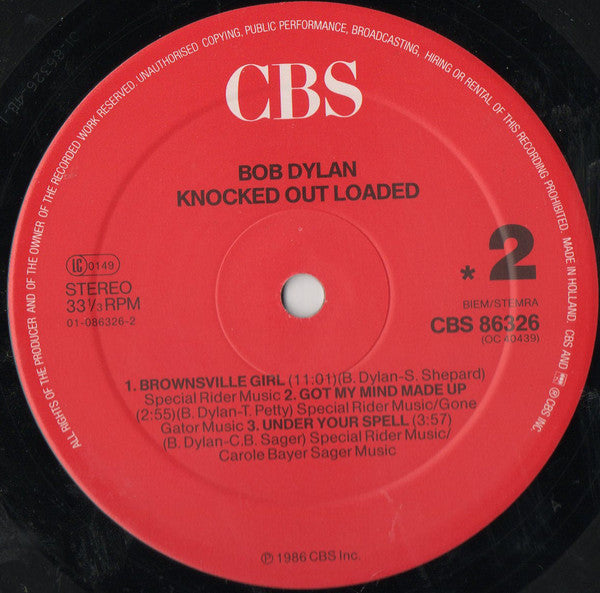 ALL RIGHTS OF THE PRODUCER AND OF THE OWNER OF THE RECORDED WORK RESERVED. UNAUTHORISED COPYING, PUBLIC PERFORMANCE, BROADCASTING, HIRING OR RENTAL OF THIS RECORDING PROHIBITED. MADE IN HOLLAND. CBS AND ARE ® CBS INC.
CBS
BOB DYLAN
KNOCKED OUT LOADED
LC 0149
STEREO
33 1/3 RPM
01-086326-2
* 2
BIEM/STEMRA
CBS 86326
(OC 40439)
1. BROWNSVILLE GIRL (11:01)(B. Dylan-S. Shepard)
Special Rider Music 2. GOT MY MIND MADE UP
(2:55)(B. Dylan-T. Petty) Special Rider Music/Gone
Gator Music 3. UNDER YOUR SPELL (3:57)
(B. Dylan-C.B. Sager) Special Rider Music/
Carole Bayer Sager Music
℗ 1986 CBS Inc.